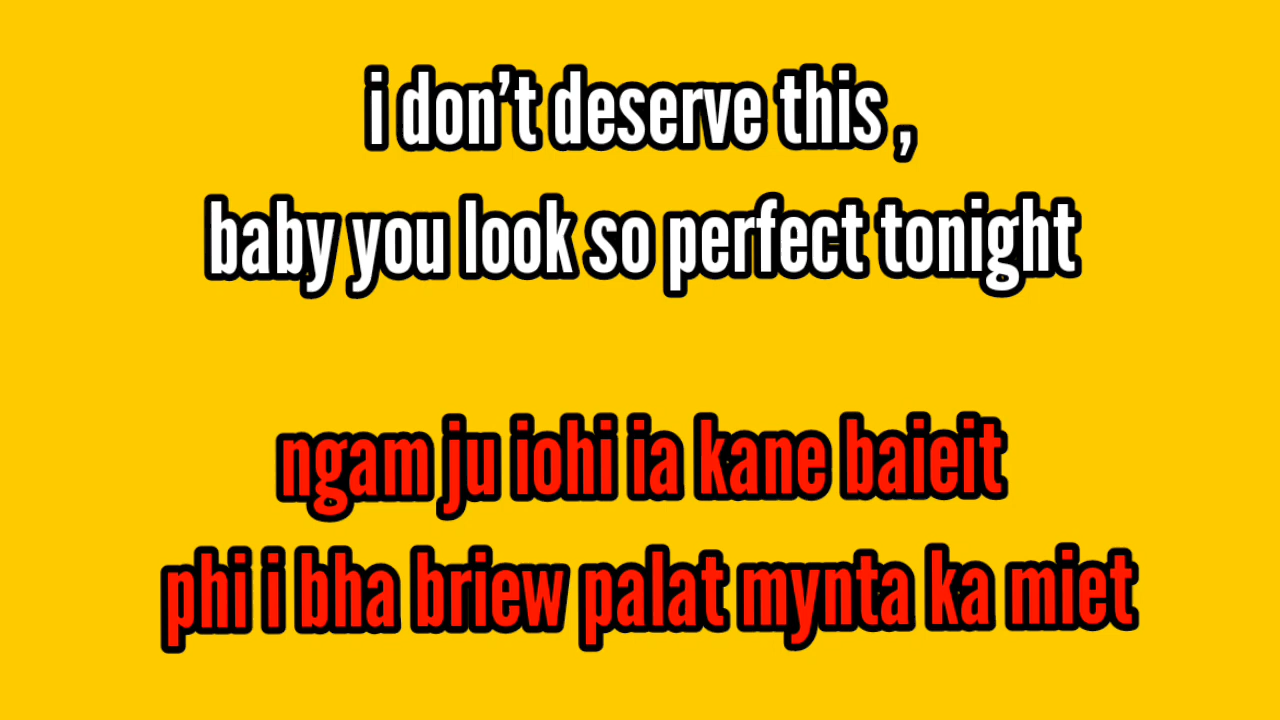 i don't deserve this ,
baby you look so perfect tonight
ngam ju iohi ia kane baieit
phi i bha briew palat mynta ka miet